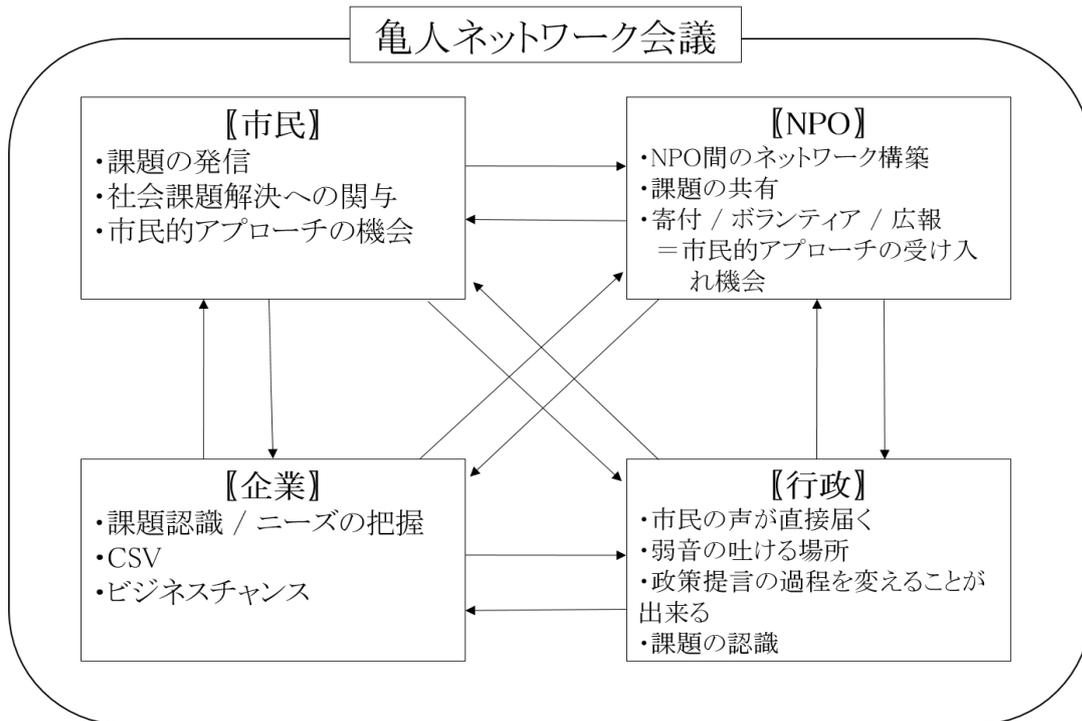 亀人ネットワーク会議
〖市民〗
・課題の発信
・社会課題解決への関与
・市民的アプローチの機会
〖NPO〗
・NPO間のネットワーク構築
・課題の共有
・寄付 / ボランティア / 広報
＝市民的アプローチの受け入
れ機会
〖企業〗
・課題認識 / ニーズの把握
・CSV
・ビジネスチャンス
〖行政〗
・市民の声が直接届く
・弱音の吐ける場所
・政策提言の過程を変えることが
出来る
・課題の認識